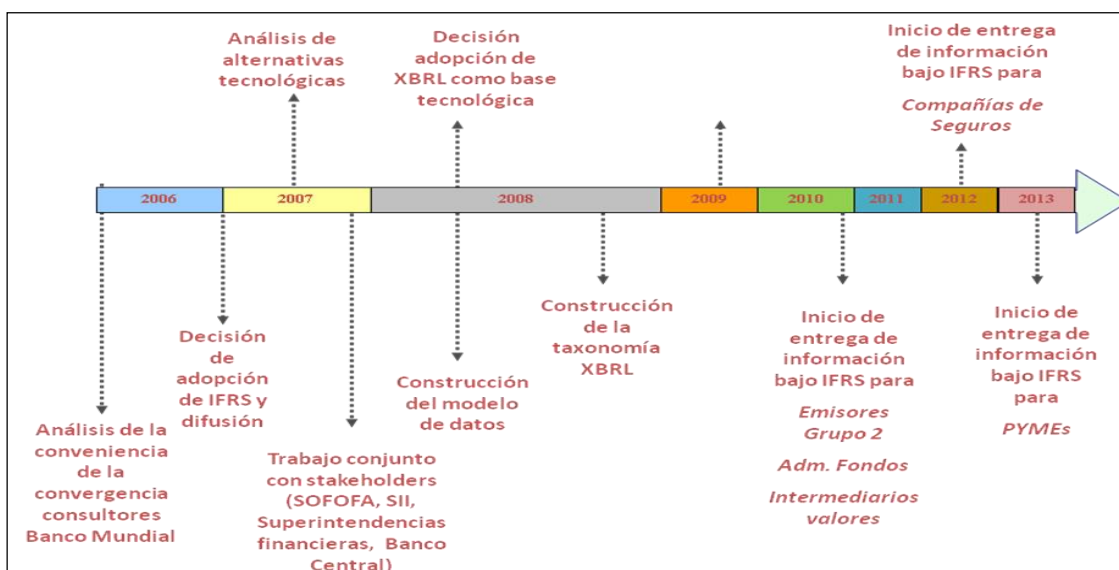 Análisis de
alternativas
tecnológicas
Decisión
adopción de
XBRL como base
tecnológica
Inicio de entrega
de información
bajo IFRS para
Compañías de
Seguros
2006
2007
2008
2009
2010
2011
2012
2013
Análisis de la
conveniencia
de la
convergencia
consultores
Banco Mundial
Decisión
de
adopción
de IFRS y
difusión
Trabajo conjunto
con stakeholders
(SOFOFA, SII,
Superintendencias
financieras, Banco
Central)
Construcción
del modelo
de datos
Construcción
de la
taxonomía
XBRL
Inicio de
entrega de
información
bajo IFRS para
Emisores
Grupo 2
Adm. Fondos
Intermediarios
valores
Inicio de
entrega de
información
bajo IFRS
para
PYMEs